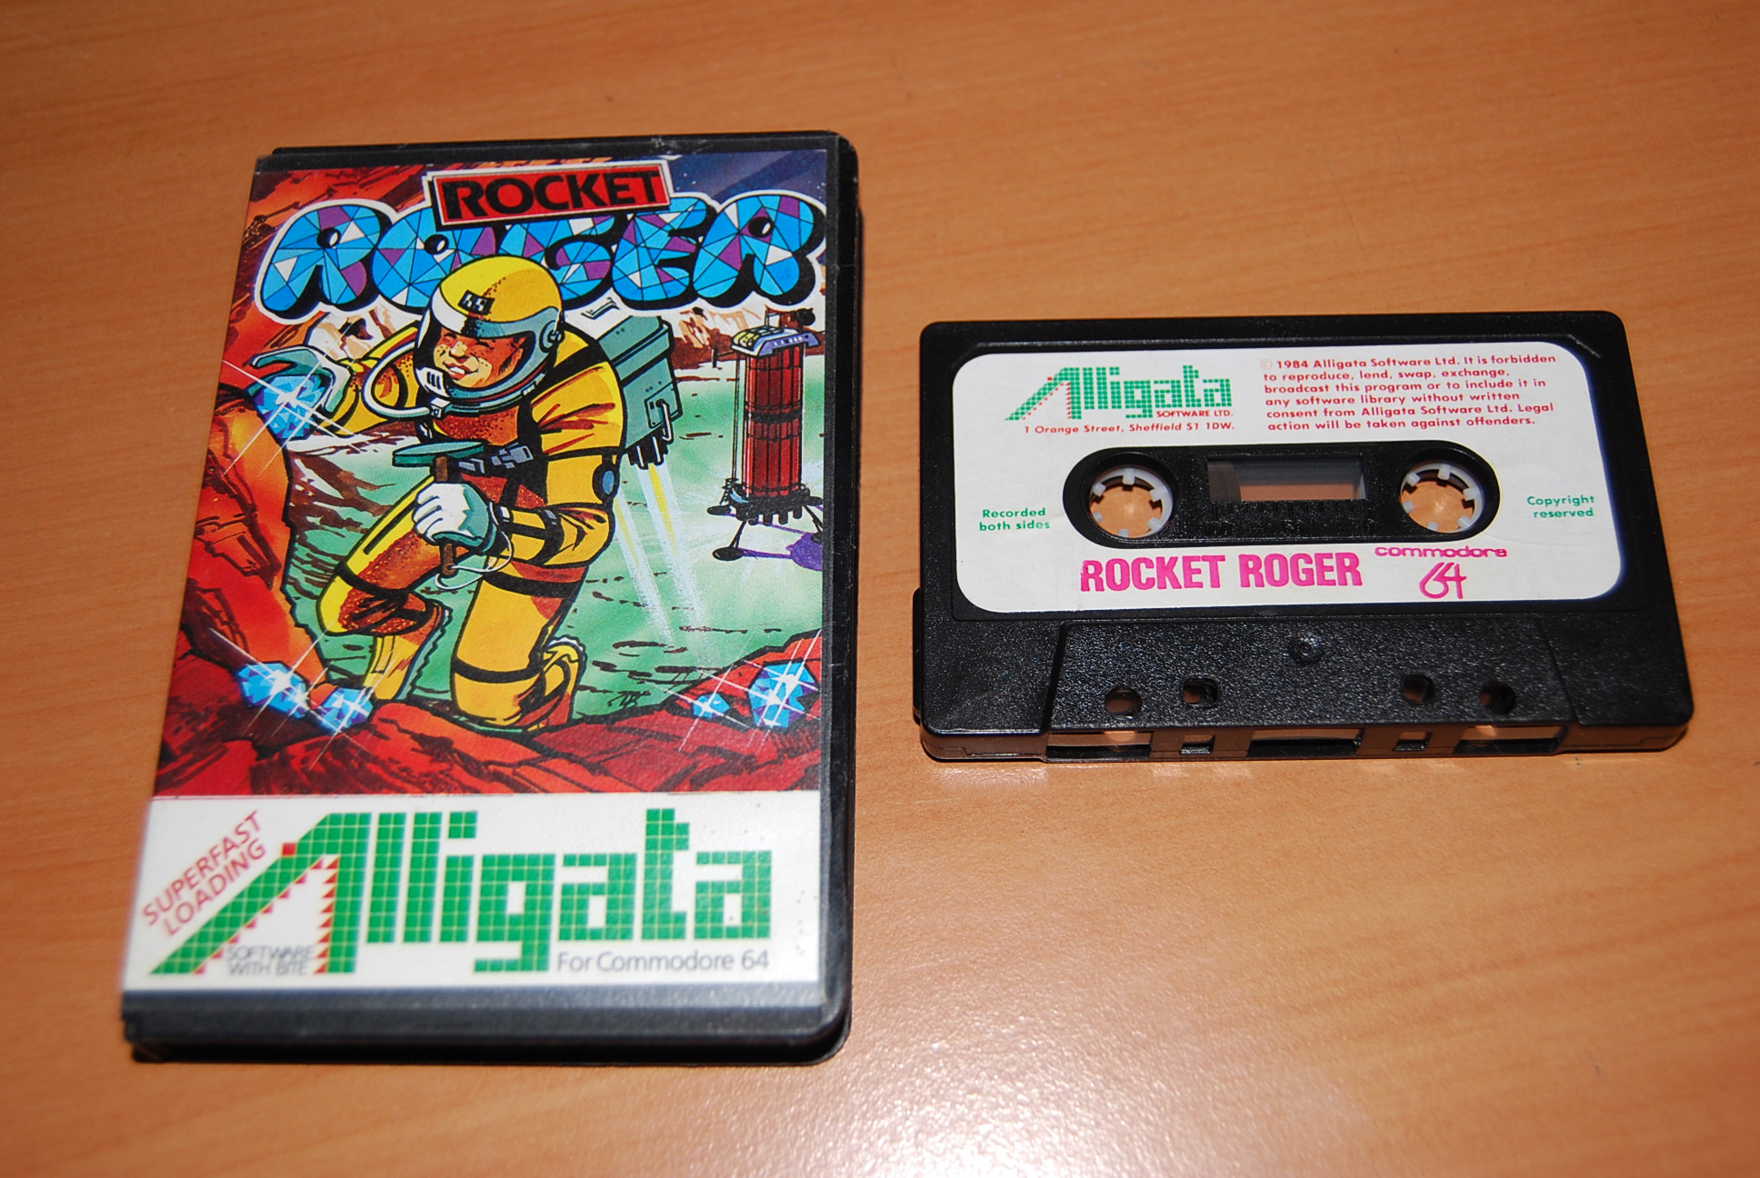 ROCKET
ROGER
SUPERFAST
LOADING
Alligata
SOFTWARE
WITH BITE
For Commodore 64
Alligata
SOFTWARE LTD.
1 Orange Street, Sheffield S1 1DW.
© 1984 Alligata Software Ltd. It is forbidden
to reproduce, lend, swap, exchange,
broadcast this program or to include it in
any software library without written
consent from Alligata Software Ltd. Legal
action will be taken against offenders.
Recorded
both sides
Copyright
reserved
ROCKET ROGER
commodore
64